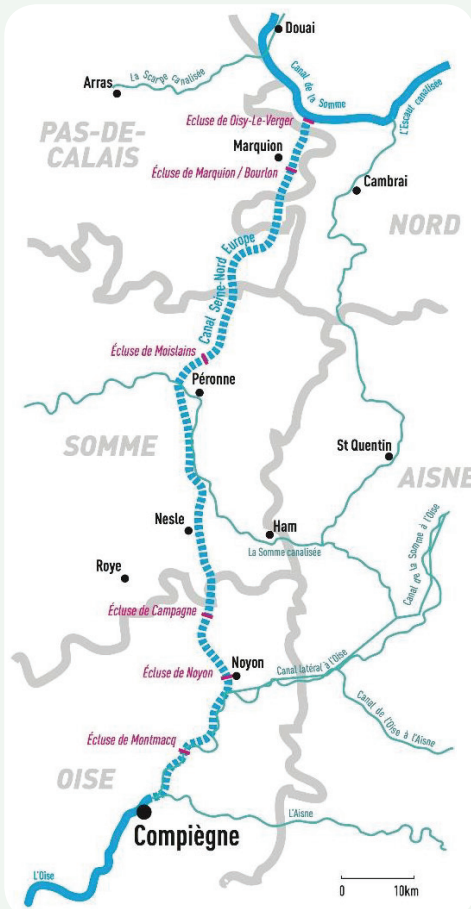 Douai
La Scarpe canalisée
Canal de la Somme
Arras
L'Escaut canalisée
Écluse de Oisy-Le-Verger
PAS-DE-
CALAIS
Marquion
Écluse de Marquion / Bourlon
Cambrai
NORD
Canal Seine-Nord Europe
Écluse de Moislains
Péronne
SOMME
St Quentin
AISNE
Nesle
Ham
La Somme canalisée
Canal de la Somme à l'Oise
Roye
Écluse de Campagne
Écluse de Noyon
Noyon
Canal latéral à l'Oise
Canal de l'Oise à l'Aisne
Écluse de Montmacq
OISE
Compiègne
L'Aisne
L'Oise
0 10km